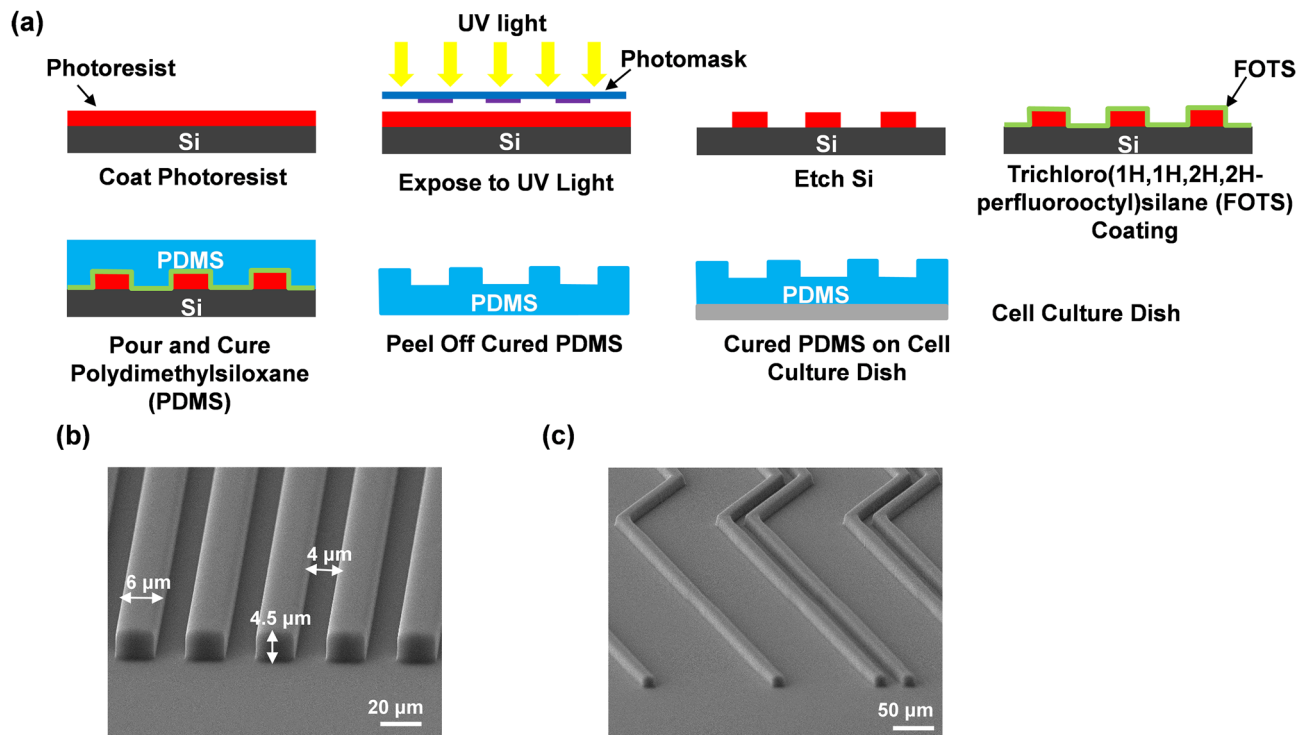 (a)
UV light
Photoresist
Photomask
FOTS
Si
Si
Si
Si
Coat Photoresist
Expose to UV Light
Etch Si
Trichloro(1H,1H,2H,2H-
perfluorooctyl)silane (FOTS)
Coating
PDMS
Si
PDMS
PDMS
Pour and Cure
Polydimethylsiloxane
(PDMS)
Peel Off Cured PDMS
Cured PDMS on Cell
Culture Dish
Cell Culture Dish
(b)
6 µm
4 µm
4.5 µm
20 µm
(c)
50 µm